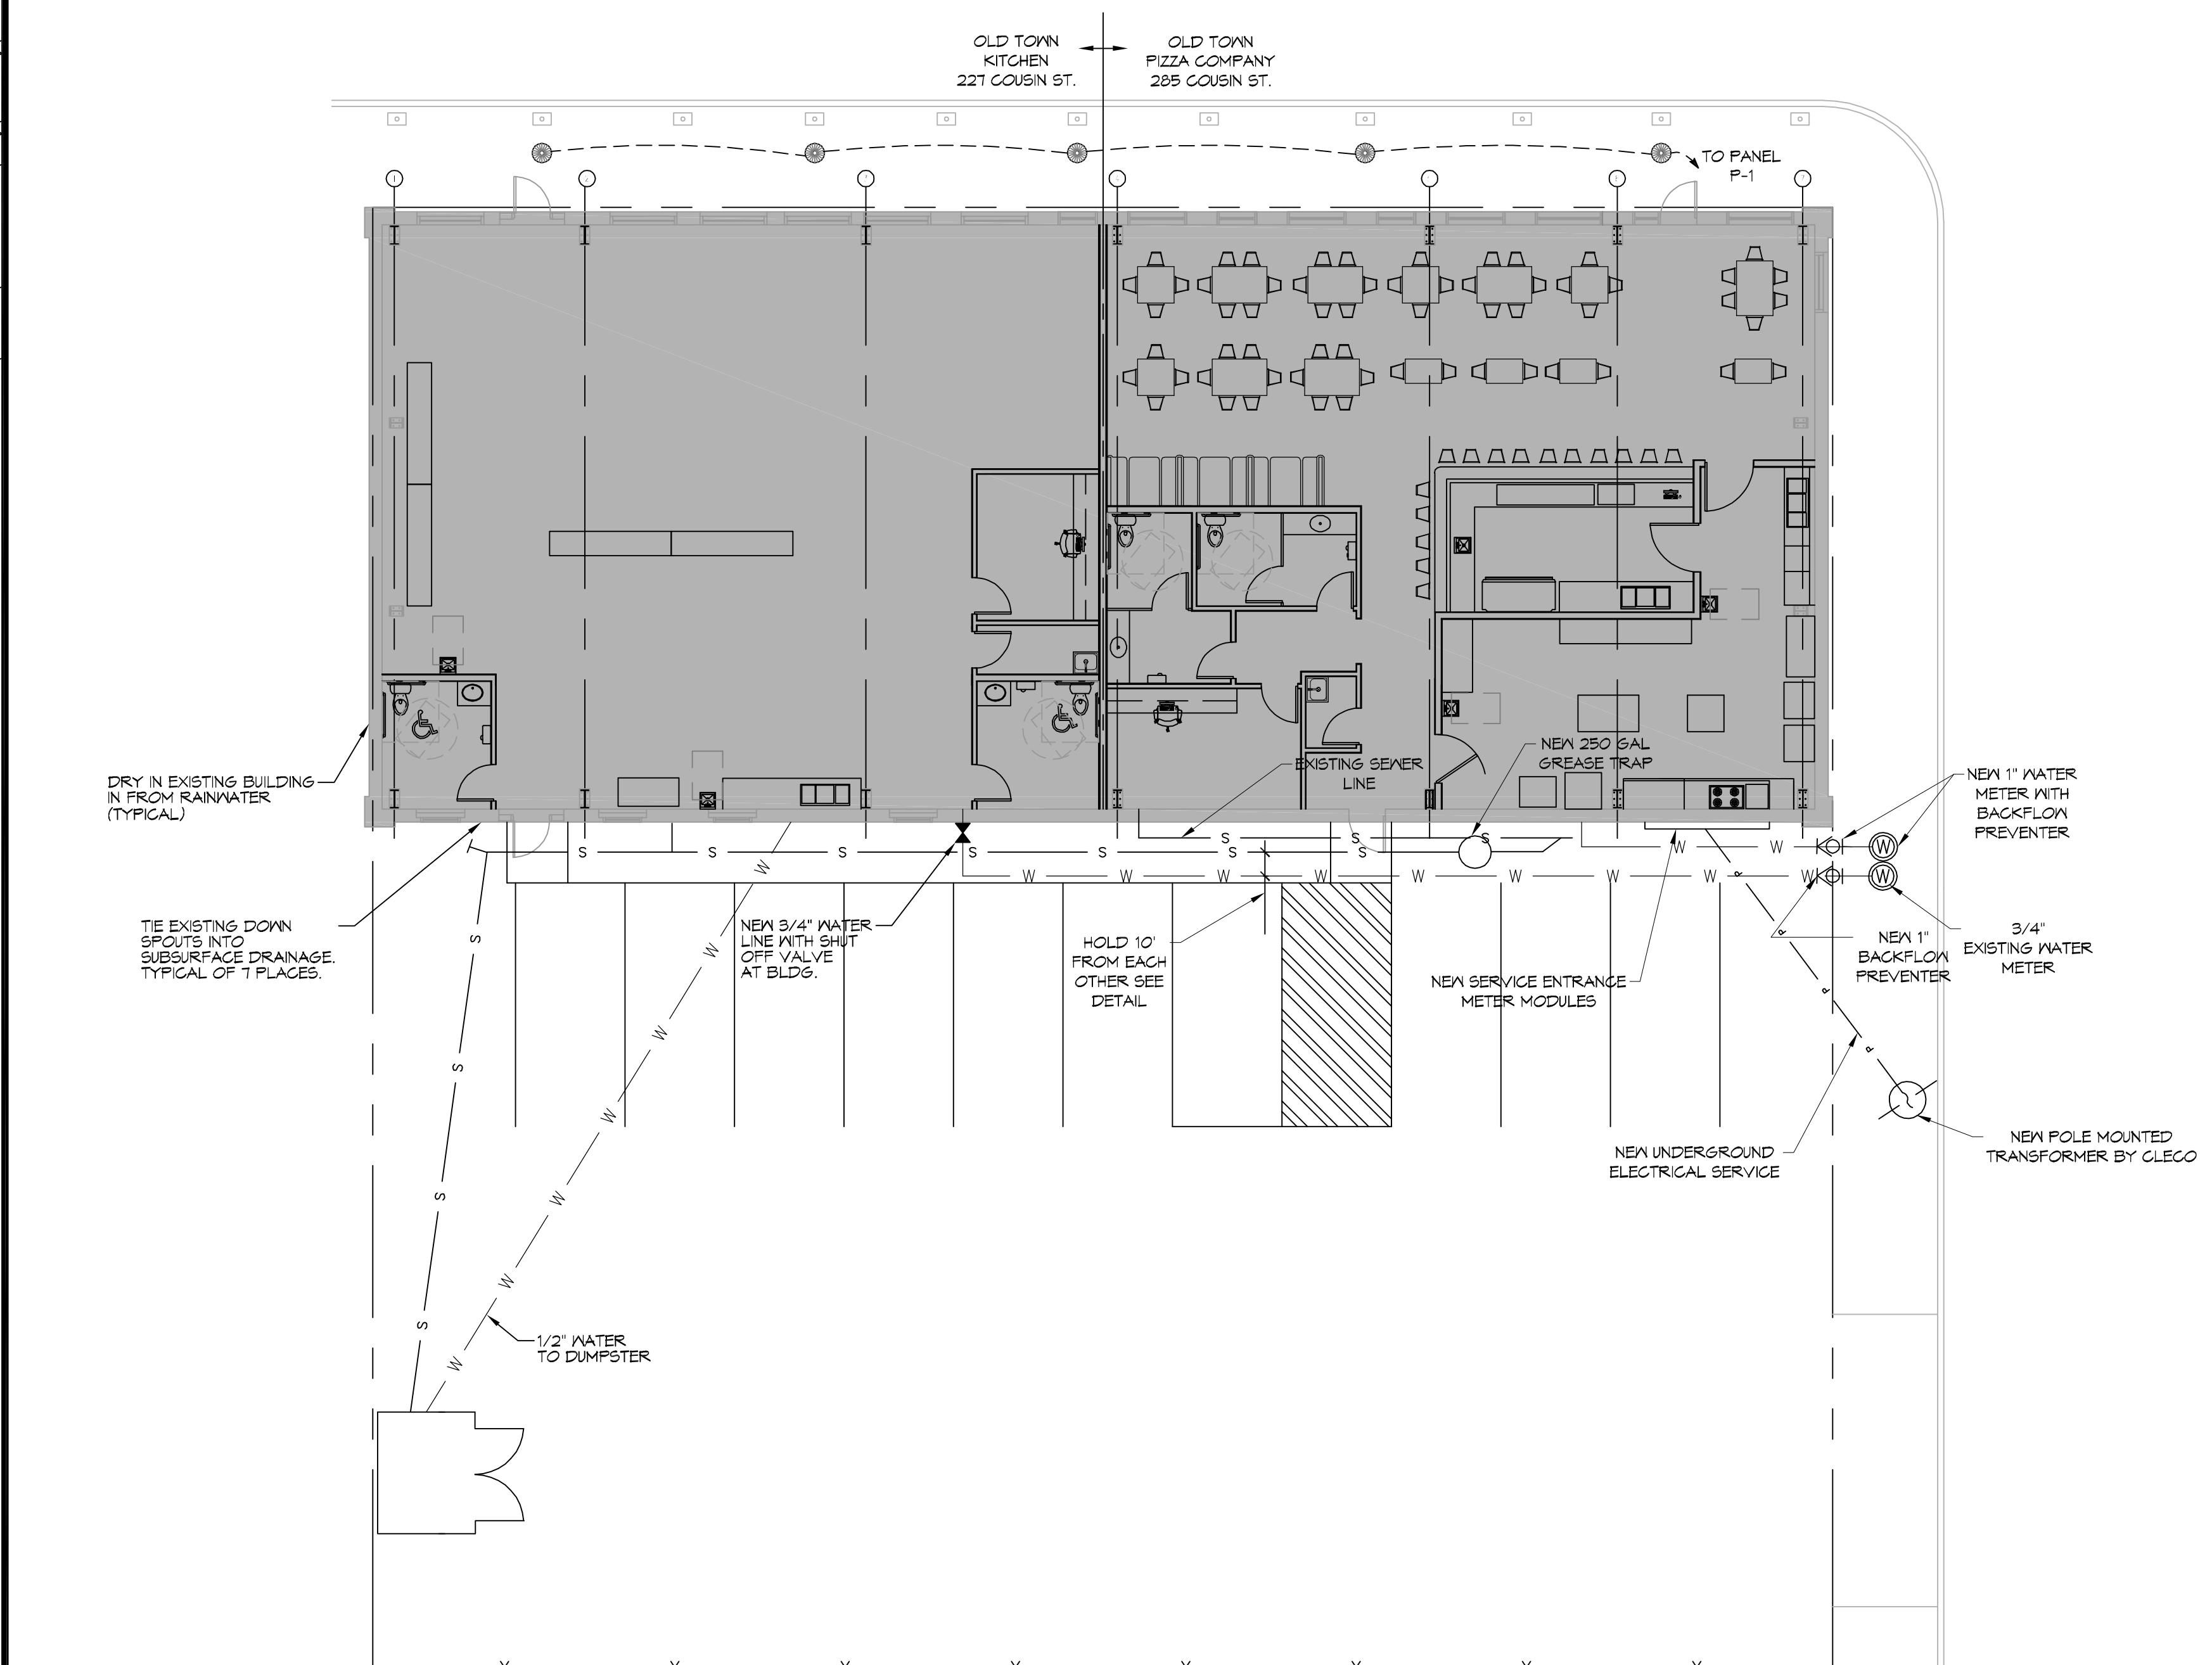 OLD TOWN
KITCHEN
227 COUSIN ST.
OLD TOWN
PIZZA COMPANY
285 COUSIN ST.
TO PANEL
P-1
DRY IN EXISTING BUILDING
IN FROM RAINWATER
(TYPICAL)
TIE EXISTING DOWN
SPOUTS INTO
SUBSURFACE DRAINAGE.
TYPICAL OF 7 PLACES.
NEW 3/4" WATER
LINE WITH SHUT
OFF VALVE
AT BLDG.
EXISTING SEWER
LINE
NEW 250 GAL
GREASE TRAP
NEW 1" WATER
METER WITH
BACKFLOW
PREVENTER
HOLD 10'
FROM EACH
OTHER SEE
DETAIL
NEW SERVICE ENTRANCE
METER MODULES
NEW 1"
BACKFLOW
PREVENTER
3/4"
EXISTING WATER
METER
NEW UNDERGROUND
ELECTRICAL SERVICE
NEW POLE MOUNTED
TRANSFORMER BY CLECO
1/2" WATER
TO DUMPSTER
S S S S S S S
S S S
W W W
W W W W W W W W W
S S S S
W W W W W W W
P P P P
W
W